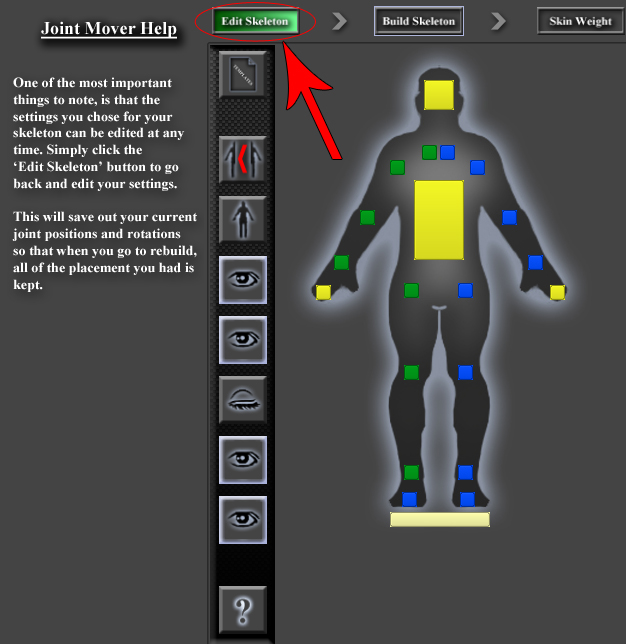 Joint Mover Help
Edit Skeleton
Build Skeleton
Skin Weight
TEMPLATES
One of the most important
things to note, is that the
settings you chose for your
skeleton can be edited at any
time. Simply click the
‘Edit Skeleton’ button to go
back and edit your settings.
This will save out your current
joint positions and rotations
so that when you go to rebuild,
all of the placement you had is
kept.
?